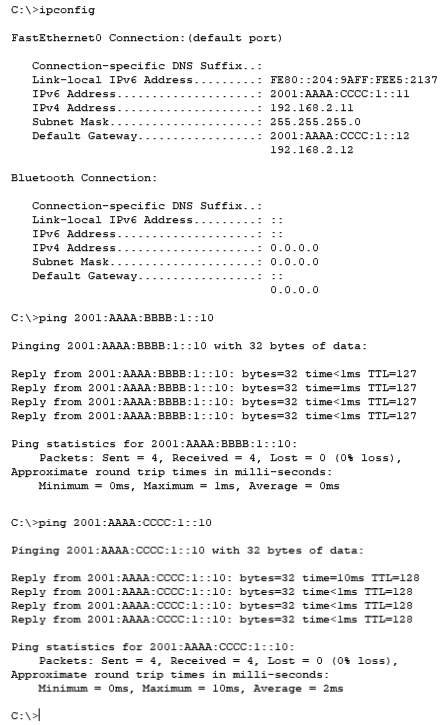 C:\>ipconfig
FastEthernet0 Connection:(default port)
Connection-specific DNS Suffix..:
Link-local IPv6 Address.........: FE80::204:9AFF:FEE5:2137
IPv6 Address....................: 2001:AAAA:CCCC:1::11
IPv4 Address....................: 192.168.2.11
Subnet Mask.....................: 255.255.255.0
Default Gateway.................: 2001:AAAA:CCCC:1::12
192.168.2.12
Bluetooth Connection:
Connection-specific DNS Suffix..:
Link-local IPv6 Address.........: ::
IPv6 Address....................: ::
IPv4 Address....................: 0.0.0.0
Subnet Mask.....................: 0.0.0.0
Default Gateway.................: ::
0.0.0.0
C:\>ping 2001:AAAA:BBBB:1::10
Pinging 2001:AAAA:BBBB:1::10 with 32 bytes of data:
Reply from 2001:AAAA:BBBB:1::10: bytes=32 time<1ms TTL=127
Reply from 2001:AAAA:BBBB:1::10: bytes=32 time=1ms TTL=127
Reply from 2001:AAAA:BBBB:1::10: bytes=32 time<1ms TTL=127
Reply from 2001:AAAA:BBBB:1::10: bytes=32 time<1ms TTL=127
Ping statistics for 2001:AAAA:BBBB:1::10:
Packets: Sent = 4, Received = 4, Lost = 0 (0% loss),
Approximate round trip times in milli-seconds:
Minimum = 0ms, Maximum = 1ms, Average = 0ms
C:\>ping 2001:AAAA:CCCC:1::10
Pinging 2001:AAAA:CCCC:1::10 with 32 bytes of data:
Reply from 2001:AAAA:CCCC:1::10: bytes=32 time=10ms TTL=128
Reply from 2001:AAAA:CCCC:1::10: bytes=32 time<1ms TTL=128
Reply from 2001:AAAA:CCCC:1::10: bytes=32 time<1ms TTL=128
Reply from 2001:AAAA:CCCC:1::10: bytes=32 time<1ms TTL=128
Ping statistics for 2001:AAAA:CCCC:1::10:
Packets: Sent = 4, Received = 4, Lost = 0 (0% loss),
Approximate round trip times in milli-seconds:
Minimum = 0ms, Maximum = 10ms, Average = 2ms
C:\>